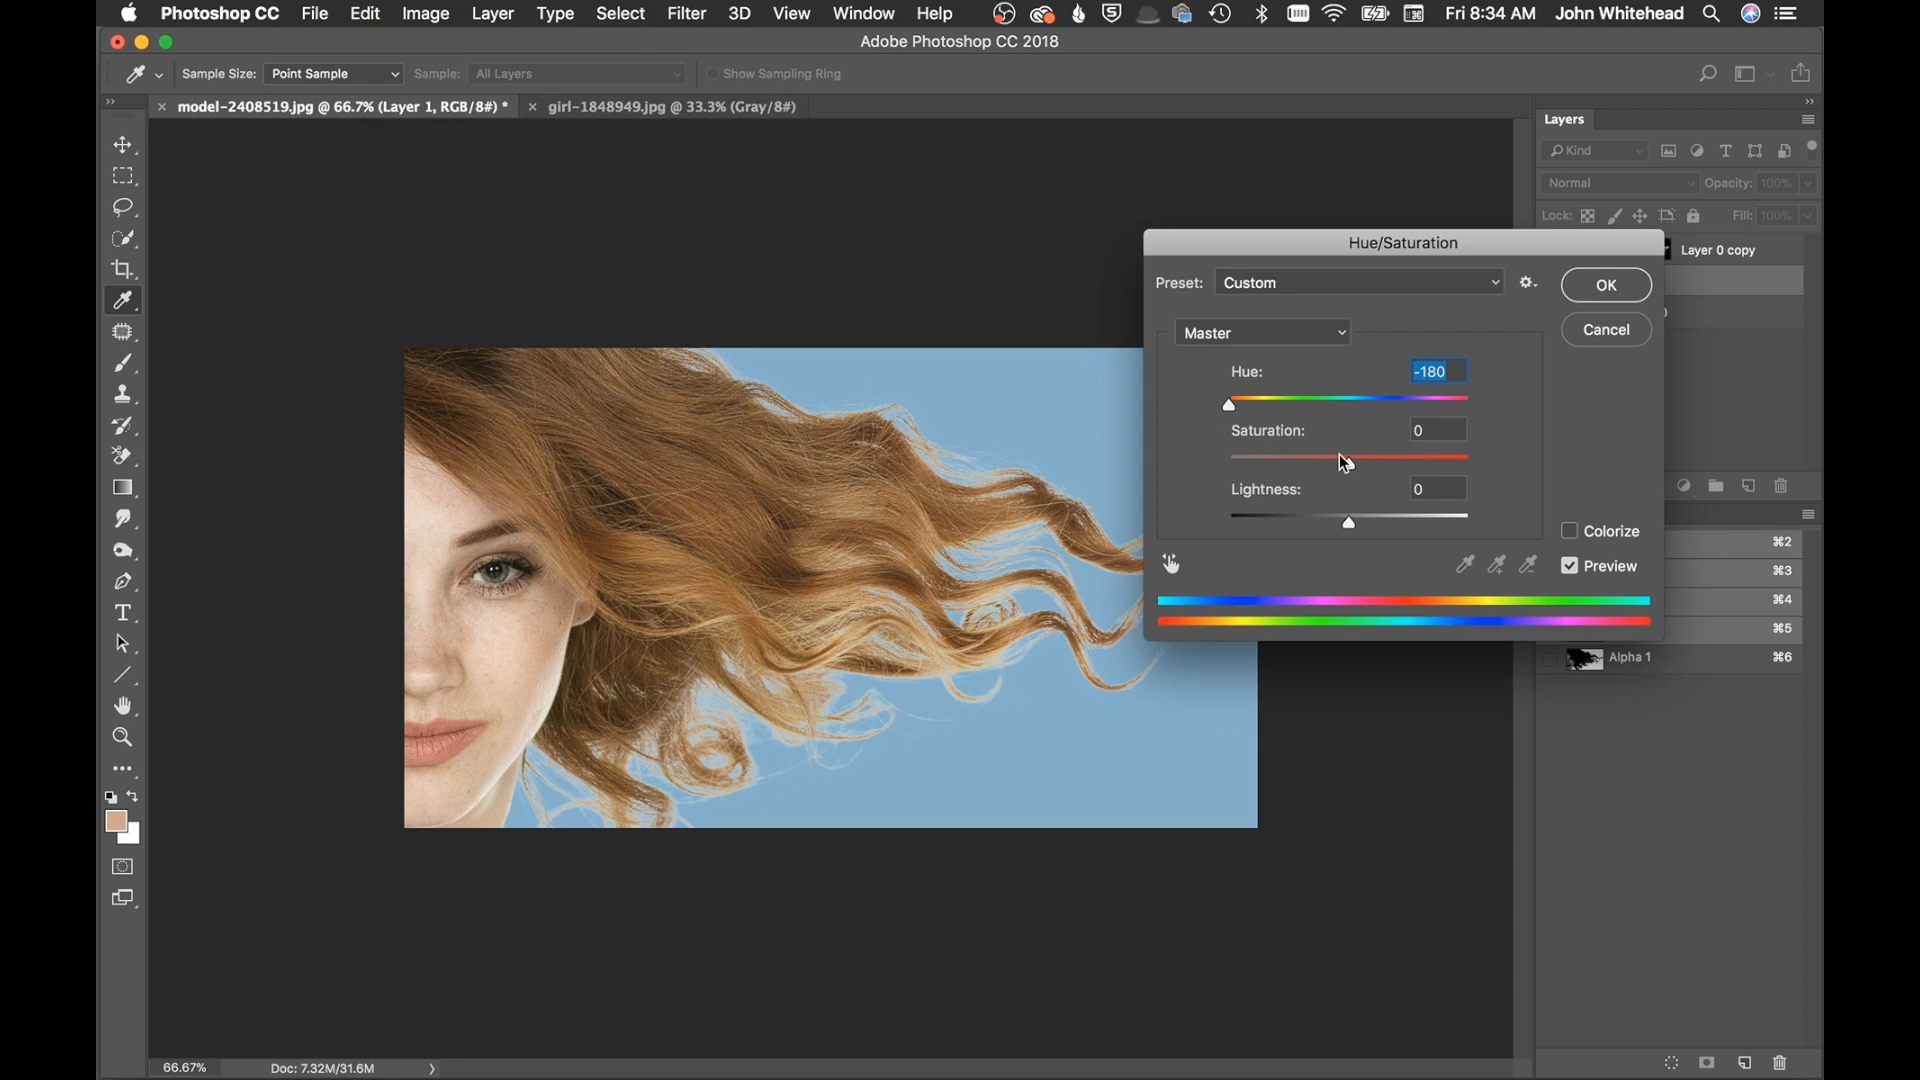 Photoshop CC File Edit Image Layer Type Select Filter 3D View Window Help Fri 8:34 AM John Whitehead
Adobe Photoshop CC 2018
Sample Size: Point Sample Sample: All Layers Show Sampling Ring
model-2408519.jpg @ 66.7% (Layer 1, RGB/8#) * girl-1848949.jpg @ 33.3% (Gray/8#)
Layers
Kind
Normal Opacity: 100%
Lock: Fill: 100%
Layer 0 copy
Hue/Saturation
Preset: Custom OK
Cancel
Master
Hue: -180
Saturation: 0
Lightness: 0
Colorize
Preview
⌘2
⌘3
⌘4
⌘5
Alpha 1 ⌘6
66.67% Doc: 7.32M/31.6M